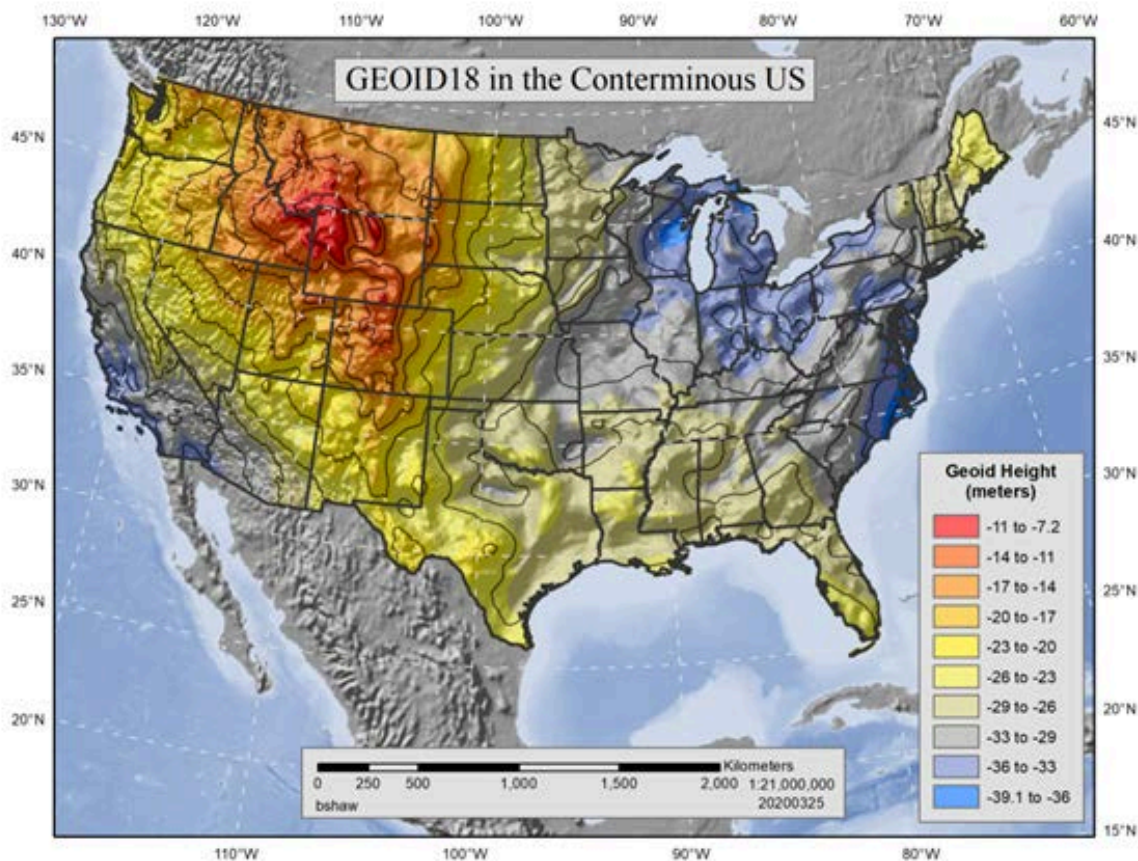 130°W 120°W 110°W 100°W 90°W 80°W 70°W 60°W
GEOID18 in the Conterminous US
45°N 45°N
40°N 40°N
35°N 35°N
30°N 30°N
25°N 25°N
20°N 20°N
15°N
Geoid Height
(meters)
-11 to -7.2
-14 to -11
-17 to -14
-20 to -17
-23 to -20
-26 to -23
-29 to -26
-33 to -29
-36 to -33
-39.1 to -36
Kilometers
0 250 500 1,000 1,500 2,000 1:21,000,000
bshaw 20200325
110°W 100°W 90°W 80°W